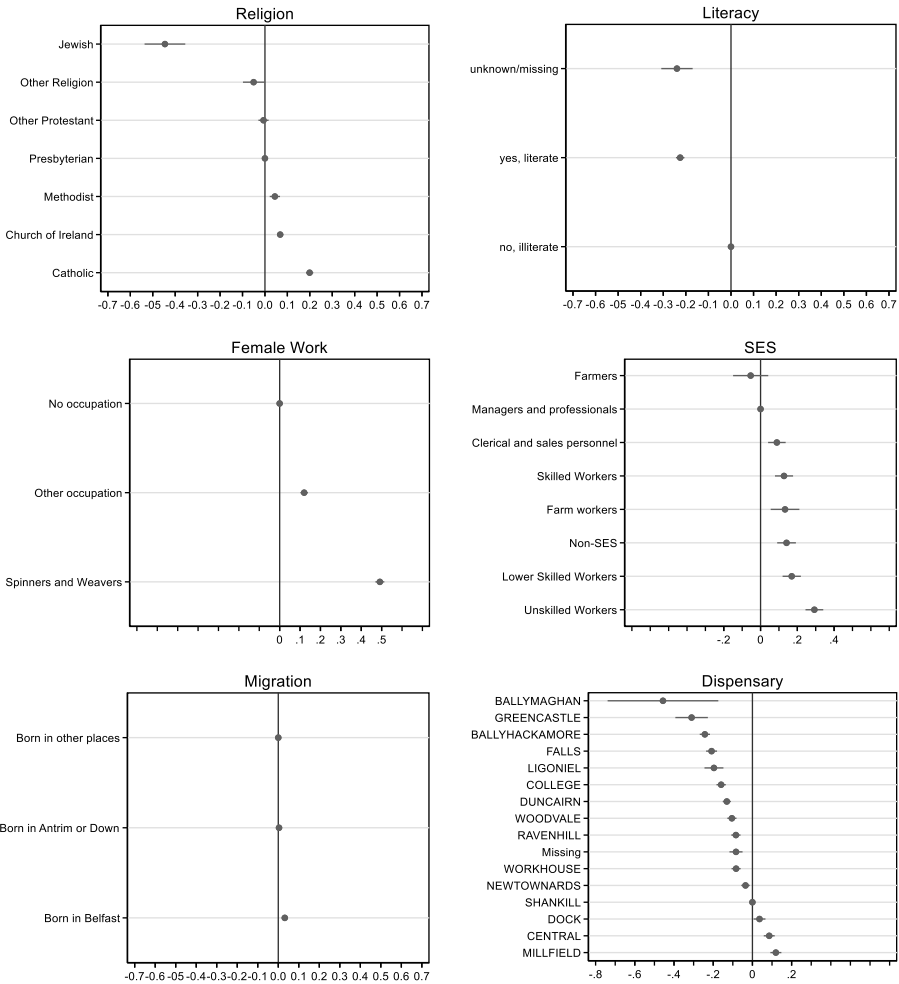 Religion
Jewish
Other Religion
Other Protestant
Presbyterian
Methodist
Church of Ireland
Catholic
-0.7 -0.6 -05 -0.4 -0.3 -0.2 -0.1 0.0 0.1 0.2 0.3 0.4 0.5 0.6 0.7
Literacy
unknown/missing
yes, literate
no, illiterate
-0.7 -0.6 -05 -0.4 -0.3 -0.2 -0.1 0.0 0.1 0.2 0.3 0.4 0.5 0.6 0.7
Female Work
No occupation
Other occupation
Spinners and Weavers
0 .1 .2 .3 .4 .5
SES
Farmers
Managers and professionals
Clerical and sales personnel
Skilled Workers
Farm workers
Non-SES
Lower Skilled Workers
Unskilled Workers
-.2 0 .2 .4
Migration
Born in other places
Born in Antrim or Down
Born in Belfast
-0.7 -0.6 -05 -0.4 -0.3 -0.2 -0.1 0.0 0.1 0.2 0.3 0.4 0.5 0.6 0.7
Dispensary
BALLYMAGHAN
GREENCASTLE
BALLYHACKAMORE
FALLS
LIGONIEL
COLLEGE
DUNCAIRN
WOODVALE
RAVENHILL
Missing
WORKHOUSE
NEWTOWNARDS
SHANKILL
DOCK
CENTRAL
MILLFIELD
-.8 -.6 -.4 -.2 0 .2